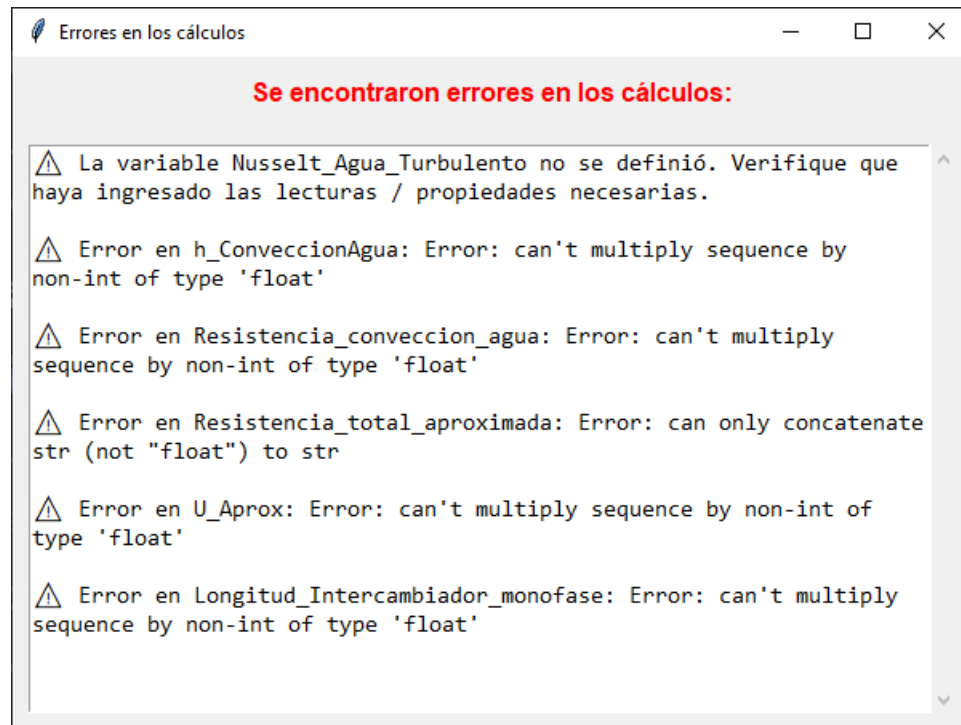 Errores en los cálculos
Se encontraron errores en los cálculos:
⚠ La variable Nusselt_Agua_Turbulento no se definió. Verifique que
haya ingresado las lecturas / propiedades necesarias.
⚠ Error en h_ConveccionAgua: Error: can't multiply sequence by
non-int of type 'float'
⚠ Error en Resistencia_conveccion_agua: Error: can't multiply
sequence by non-int of type 'float'
⚠ Error en Resistencia_total_aproximada: Error: can only concatenate
str (not "float") to str
⚠ Error en U_Aprox: Error: can't multiply sequence by non-int of
type 'float'
⚠ Error en Longitud_Intercambiador_monofase: Error: can't multiply
sequence by non-int of type 'float'